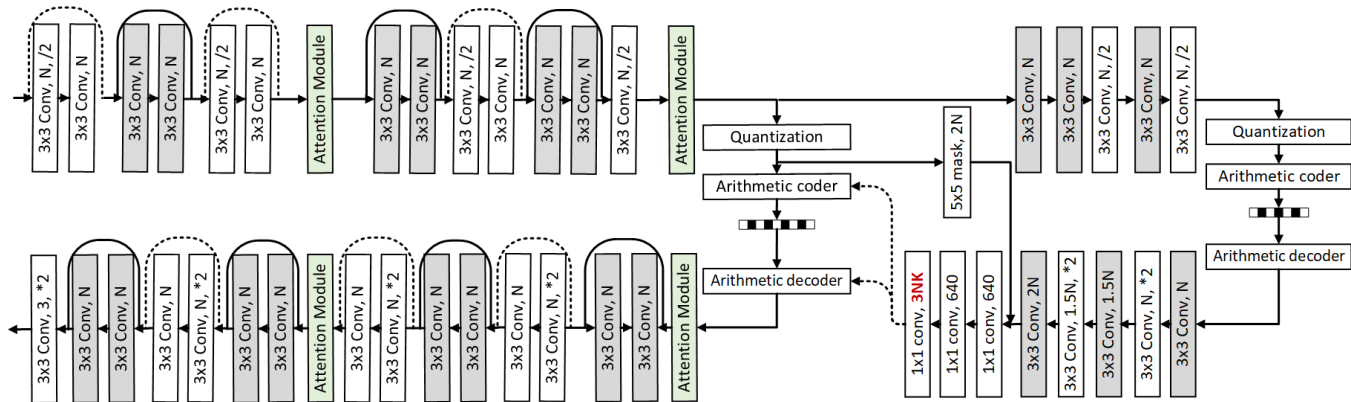 3x3 Conv, N, /2
3x3 Conv, N
3x3 Conv, N
3x3 Conv, N
3x3 Conv, N, /2
3x3 Conv, N
Attention Module
3x3 Conv, N
3x3 Conv, N
3x3 Conv, N, /2
3x3 Conv, N
3x3 Conv, N
3x3 Conv, N
3x3 Conv, N, /2
Attention Module
Quantization
Arithmetic coder
Arithmetic decoder
5x5 mask, 2N
3x3 Conv, N
3x3 Conv, N
3x3 Conv, N, /2
3x3 Conv, N
3x3 Conv, N, /2
Quantization
Arithmetic coder
Arithmetic decoder
3x3 Conv, 3, *2
3x3 Conv, N
3x3 Conv, N
3x3 Conv, N
3x3 Conv, N, *2
3x3 Conv, N
3x3 Conv, N
Attention Module
3x3 Conv, N
3x3 Conv, N, *2
3x3 Conv, N
3x3 Conv, N
3x3 Conv, N
3x3 Conv, N, *2
3x3 Conv, N
3x3 Conv, N
Attention Module
1x1 conv, 3NK
1x1 conv, 640
1x1 conv, 640
3x3 Conv, 2N
3x3 Conv, 1.5N, *2
3x3 Conv, 1.5N
3x3 Conv, N, *2
3x3 Conv, N